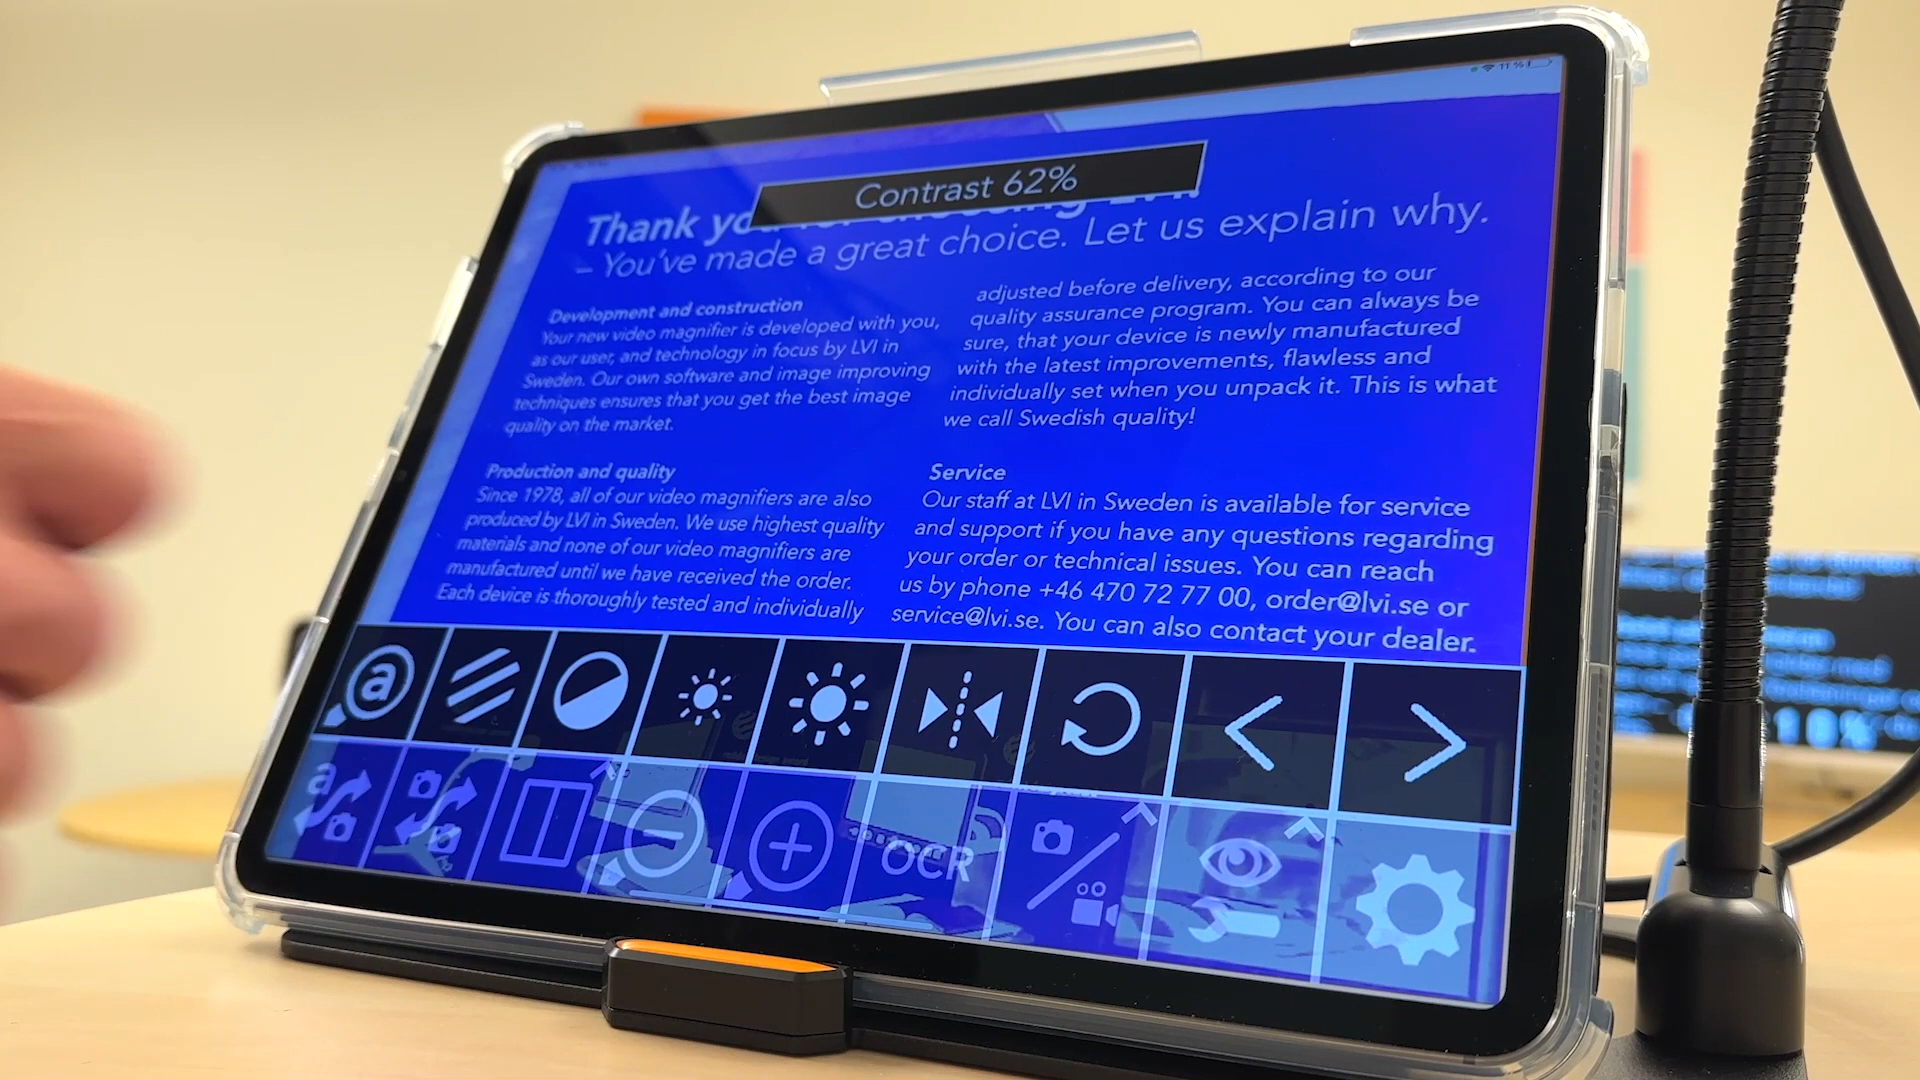 11 %
Contrast 62%
Thank yo
– You've made a great choice. Let us explain why.
Development and construction
Your new video magnifier is developed with you,
as our user, and technology in focus by LVI in
Sweden. Our own software and image improving
techniques ensures that you get the best image
quality on the market.
Production and quality
Since 1978, all of our video magnifiers are also
produced by LVI in Sweden. We use highest quality
materials and none of our video magnifiers are
manufactured until we have received the order.
Each device is thoroughly tested and individually
adjusted before delivery, according to our
quality assurance program. You can always be
sure, that your device is newly manufactured
with the latest improvements, flawless and
individually set when you unpack it. This is what
we call Swedish quality!
Service
Our staff at LVI in Sweden is available for service
and support if you have any questions regarding
your order or technical issues. You can reach
us by phone +46 470 72 77 00, order@lvi.se or
service@lvi.se. You can also contact your dealer.
a
a
OCR